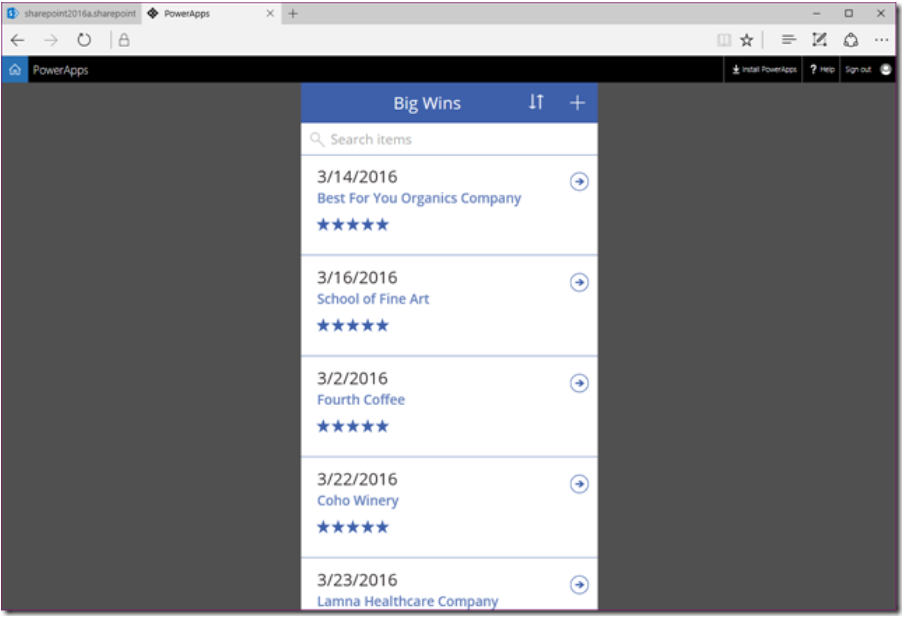 sharepoint2016a.sharepoint PowerApps
PowerApps Install PowerApps ? Help Sign out
Big Wins
Search items
3/14/2016
Best For You Organics Company
★★★★★
3/16/2016
School of Fine Art
★★★★★
3/2/2016
Fourth Coffee
★★★★★
3/22/2016
Coho Winery
★★★★★
3/23/2016
Lamna Healthcare Company